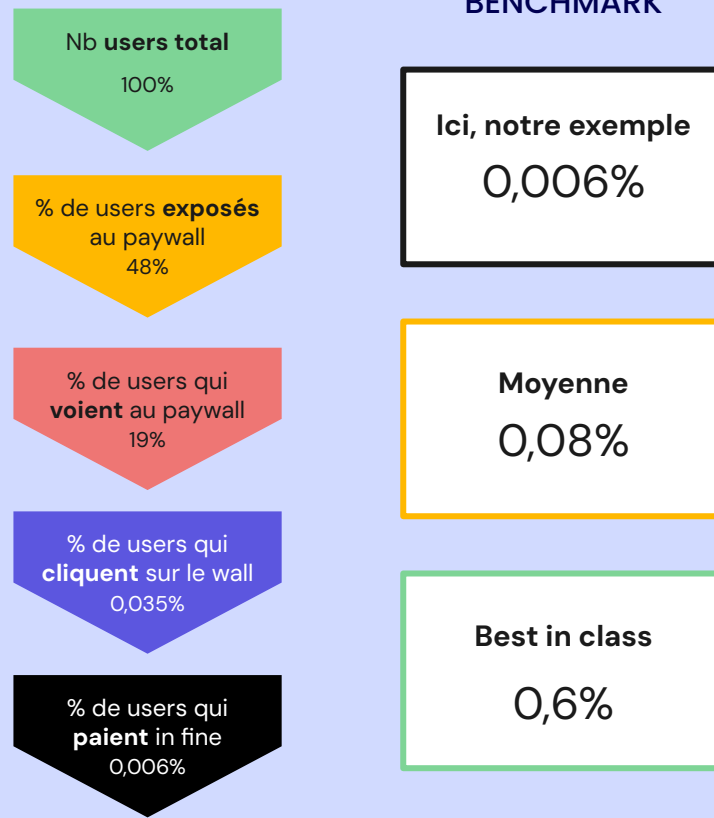 Nb users total
100%
% de users exposés
au paywall
48%
% de users qui
voient au paywall
19%
% de users qui
cliquent sur le wall
0,035%
% de users qui
paient in fine
0,006%
BENCHMARK
Ici, notre exemple
0,006%
Moyenne
0,08%
Best in class
0,6%